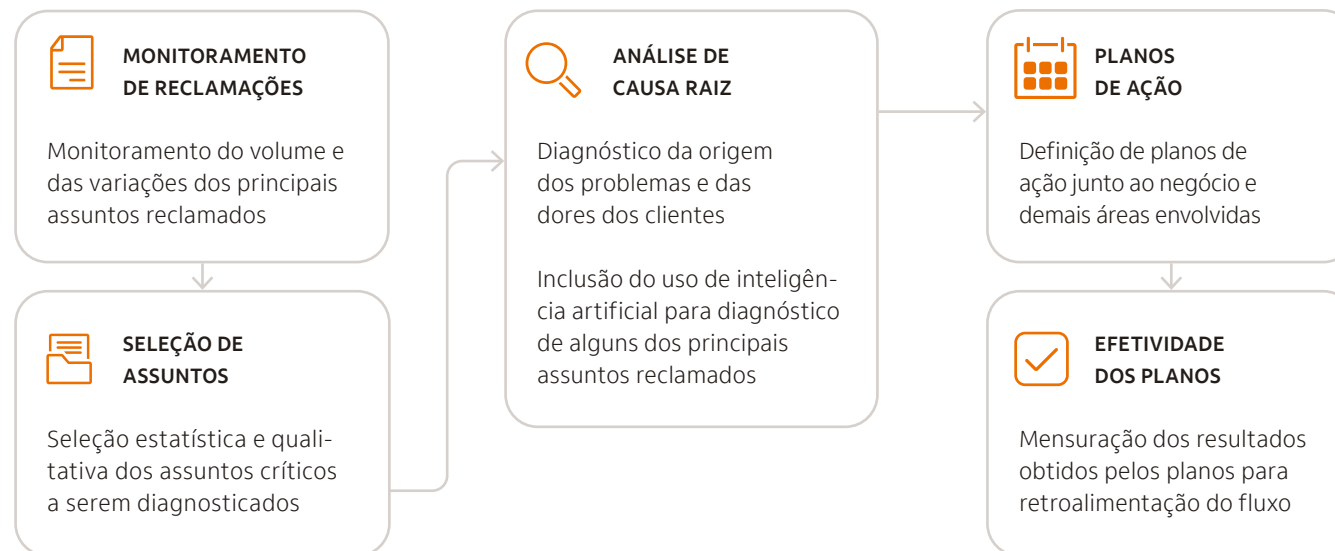 MONITORAMENTO
DE RECLAMAÇÕES
Monitoramento do volume e
das variações dos principais
assuntos reclamados
SELEÇÃO DE
ASSUNTOS
Seleção estatística e quali-
tativa dos assuntos críticos
a serem diagnosticados
ANÁLISE DE
CAUSA RAIZ
Diagnóstico da origem
dos problemas e das
dores dos clientes
Inclusão do uso de inteligên-
cia artificial para diagnóstico
de alguns dos principais
assuntos reclamados
PLANOS
DE AÇÃO
Definição de planos de
ação junto ao negócio e
demais áreas envolvidas
EFETIVIDADE
DOS PLANOS
Mensuração dos resultados
obtidos pelos planos para
retroalimentação do fluxo